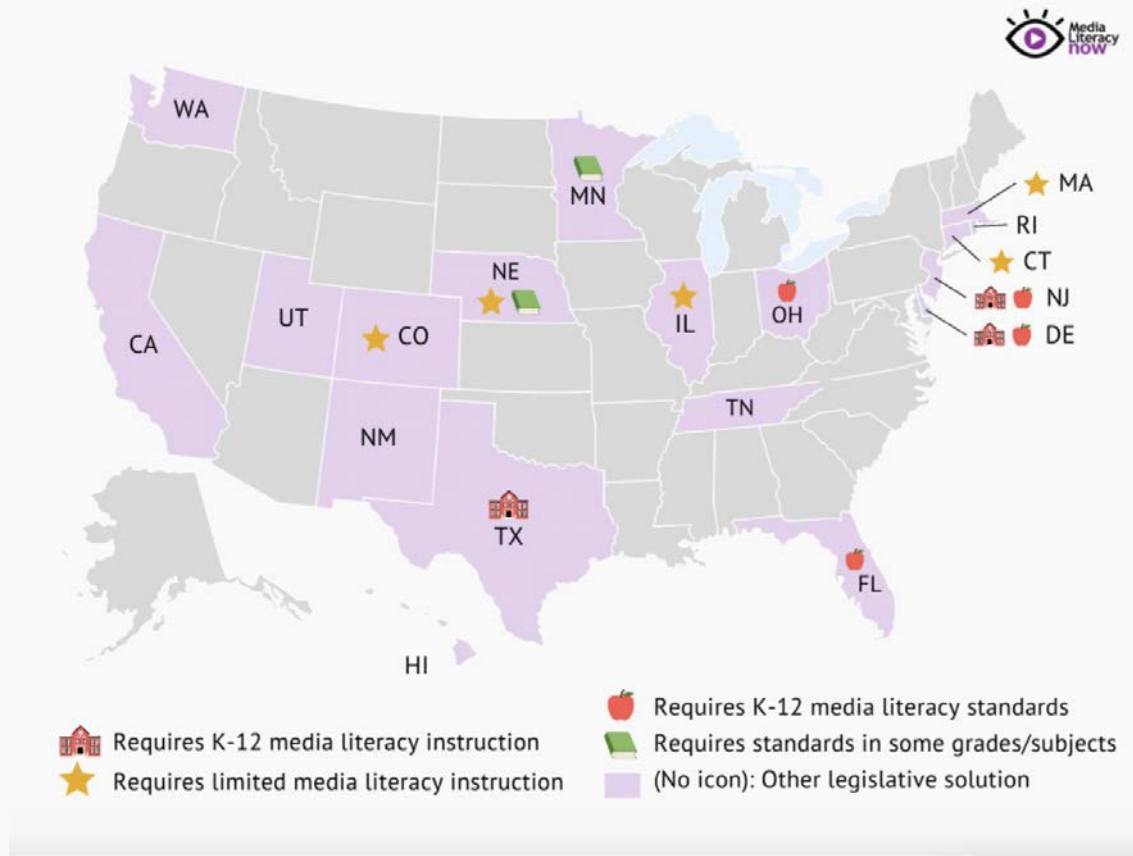 Media
Literacy
now
WA
MN
MA
RI
CT
NJ
DE
NE
IL
OH
UT
CO
CA
TN
NM
TX
FL
HI
Requires K-12 media literacy instruction
Requires limited media literacy instruction
Requires K-12 media literacy standards
Requires standards in some grades/subjects
(No icon): Other legislative solution